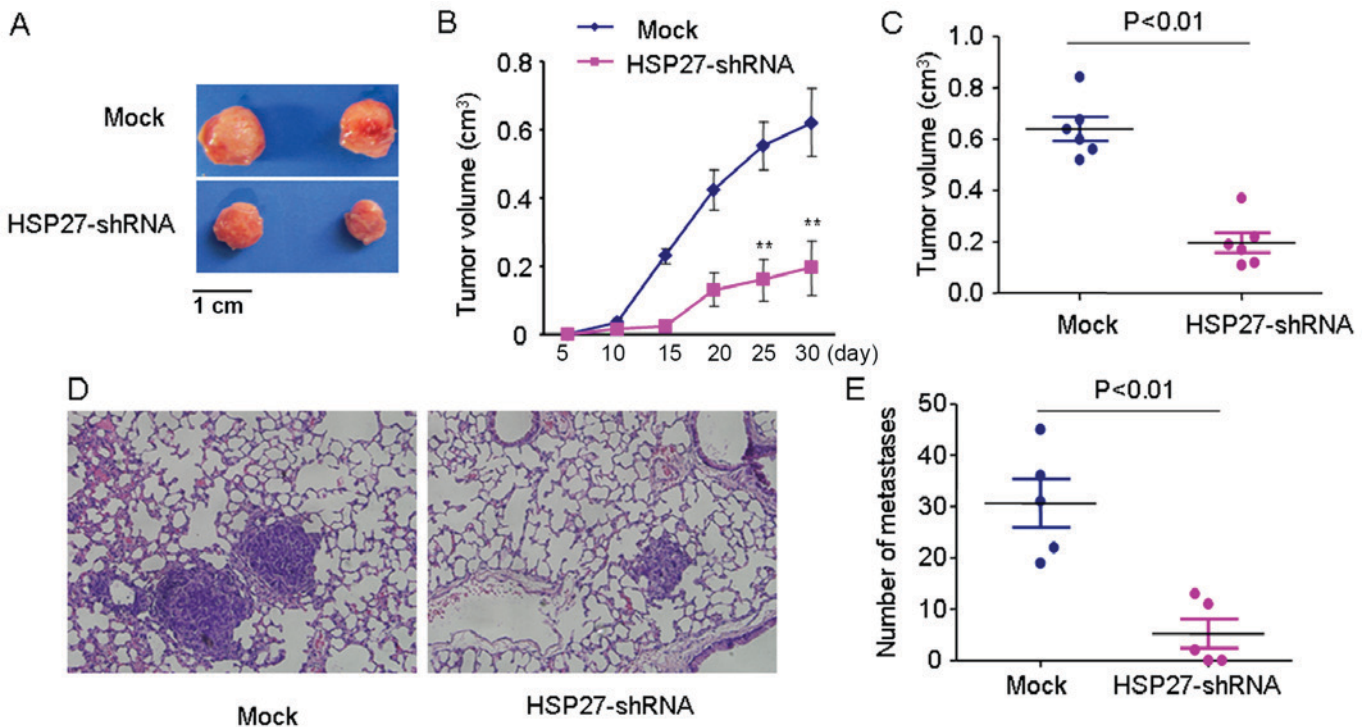 A
Mock
HSP27-shRNA
1 cm
B
Mock
HSP27-shRNA
Tumor volume (cm³)
0.8
0.6
0.4
0.2
0
5 10 15 20 25 30 (day)
**
**
C
P<0.01
Tumor volume (cm³)
1.0
0.8
0.6
0.4
0.2
0.0
Mock HSP27-shRNA
D
Mock
HSP27-shRNA
E
P<0.01
Number of metastases
50
40
30
20
10
0
Mock HSP27-shRNA